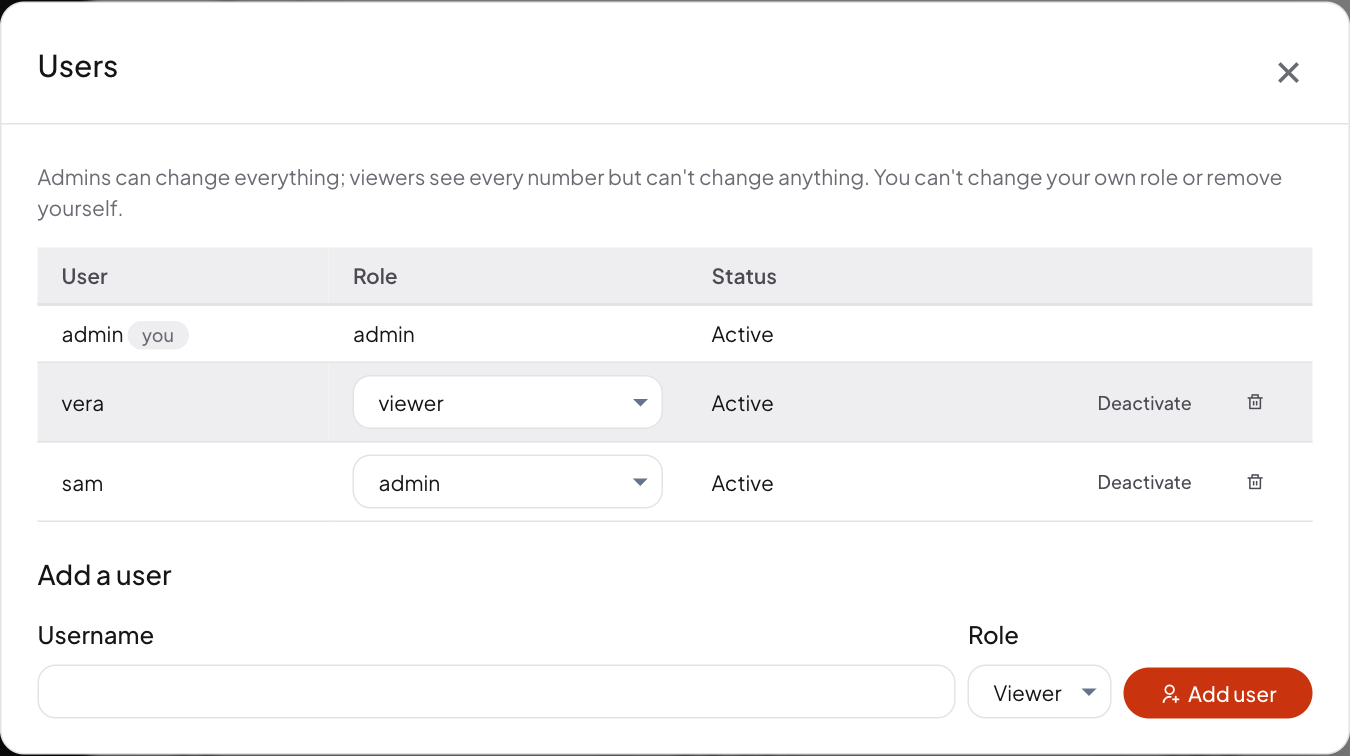 Users
Admins can change everything; viewers see every number but can't change anything. You can't change your own role or remove
yourself.
User Role Status
admin you admin Active
vera viewer Active Deactivate
sam admin Active Deactivate
Add a user
Username Role
Viewer Add user